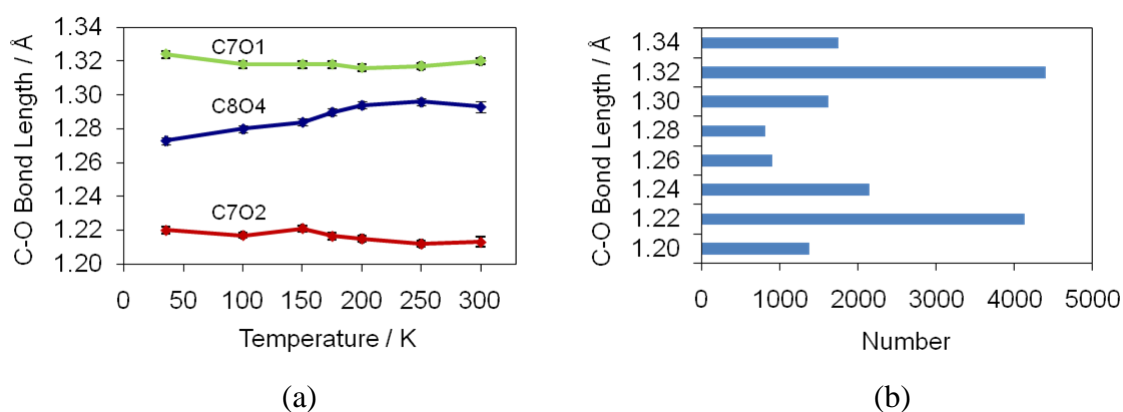 1.34
1.32
1.30
1.28
1.26
1.24
1.22
1.20
C-O Bond Length / Å
C7O1
C8O4
C7O2
0 50 100 150 200 250 300
Temperature / K
(a)
1.34
1.32
1.30
1.28
1.26
1.24
1.22
1.20
C-O Bond Length / Å
0 1000 2000 3000 4000 5000
Number
(b)